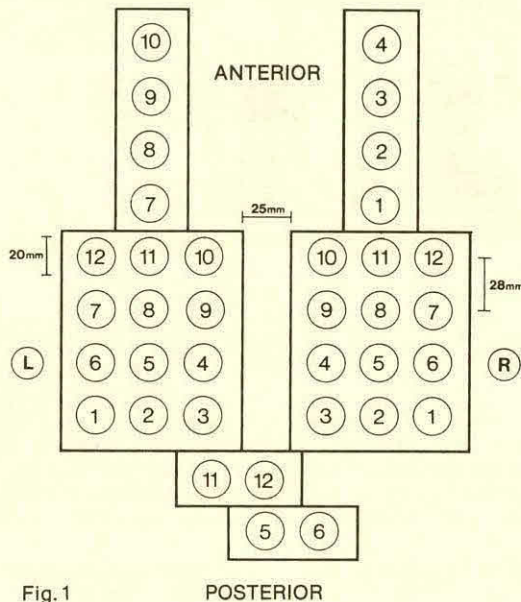 10 4
ANTERIOR
9 3
8 2
7 1
25mm
20mm 12 11 10 10 11 12
28mm
7 8 9 9 8 7
L 6 5 4 4 5 6 R
1 2 3 3 2 1
11 12
5 6
Fig. 1 POSTERIOR